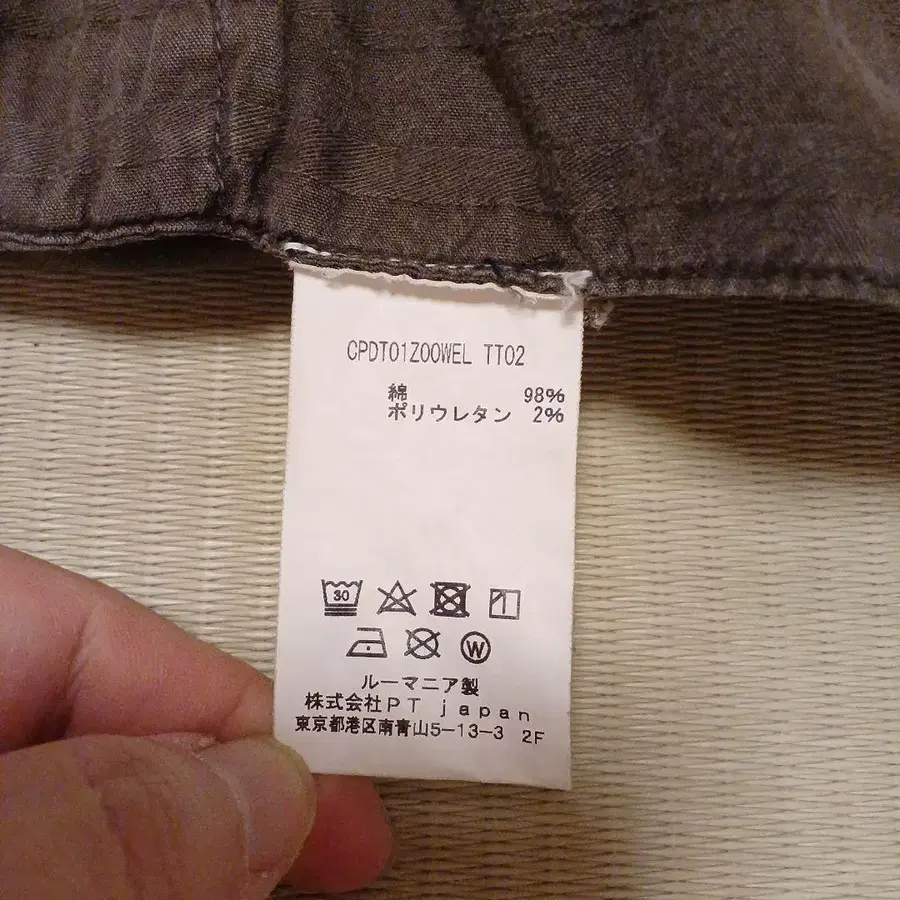 CPDT01Z00WEL TT02
綿 98%
ポリウレタン 2%
30
W
ルーマニア製
株式会社PT japan
東京都港区南青山5-13-3 2F